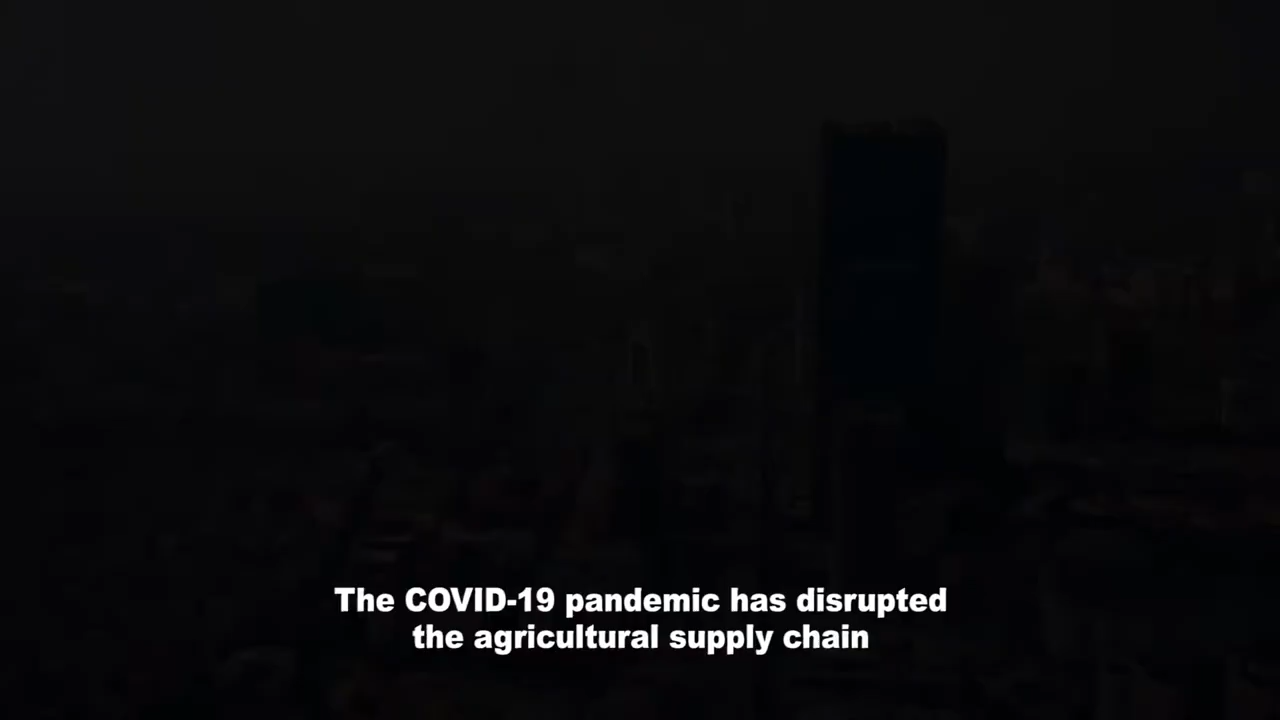 The COVID-19 pandemic has disrupted
the agricultural supply chain